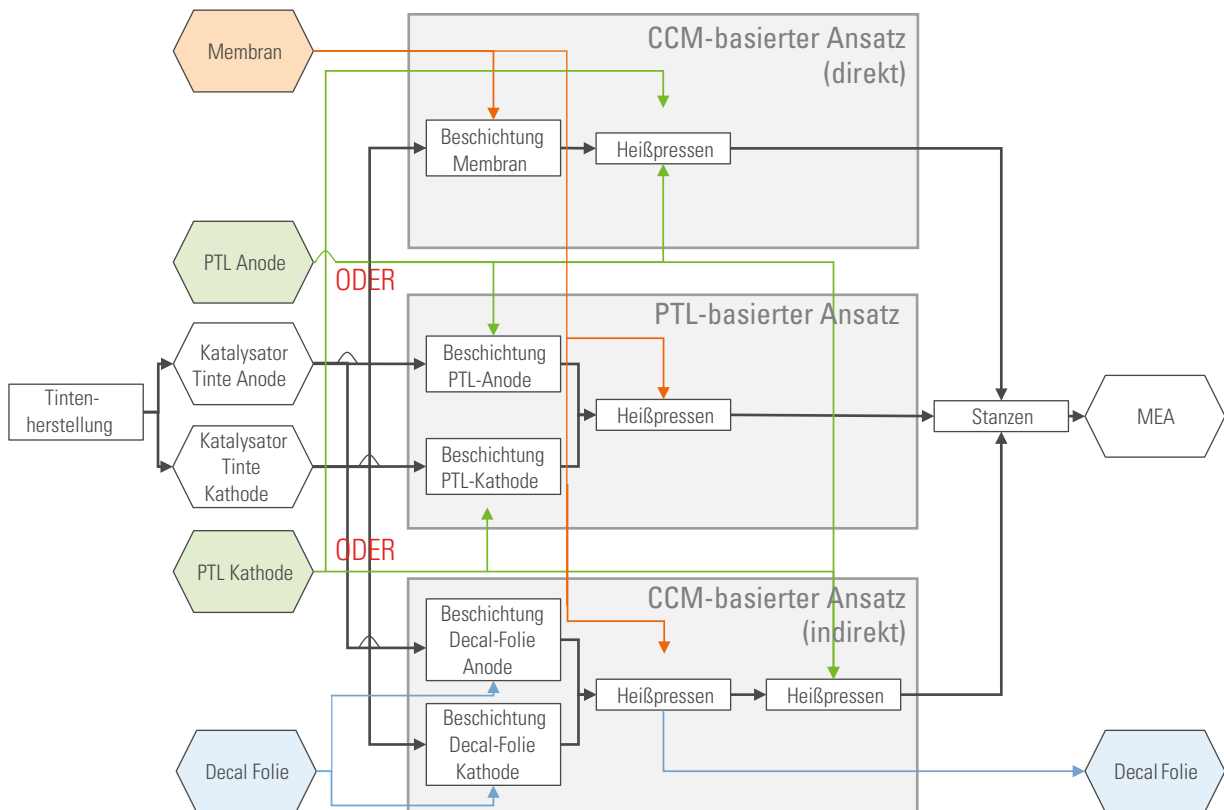 CCM-basierter Ansatz
(direkt)
Membran
Beschichtung
Membran
Heißpressen
PTL Anode
ODER
PTL-basierter Ansatz
Katalysator
Tinte Anode
Beschichtung
PTL-Anode
Tinten-
herstellung
Heißpressen
Stanzen
MEA
Katalysator
Tinte
Kathode
Beschichtung
PTL-Kathode
ODER
PTL Kathode
CCM-basierter Ansatz
(indirekt)
Beschichtung
Decal-Folie
Anode
Heißpressen
Heißpressen
Beschichtung
Decal-Folie
Kathode
Decal Folie
Decal Folie